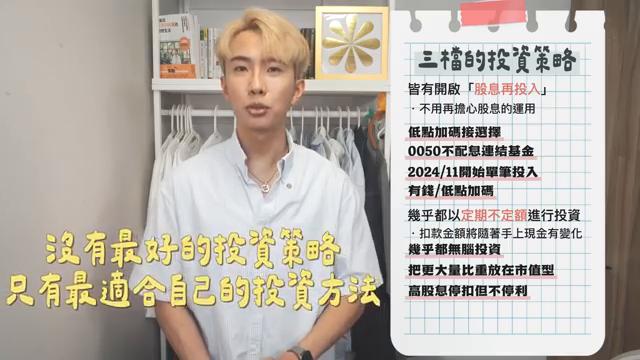 三檔的投資策略
皆有開啟「股息再投入」
·不用再擔心股息的運用
低點加碼接選擇
0050不配息連結基金
2024/11開始單筆投入
有錢/低點加碼
幾乎都以定期不定額進行投資
·扣款金額將隨著手上現金有變化
幾乎都無腦投資
把更大量比重放在市值型
高股息停扣但不停利
沒有最好的投資策略
只有最適合自己的投資方法